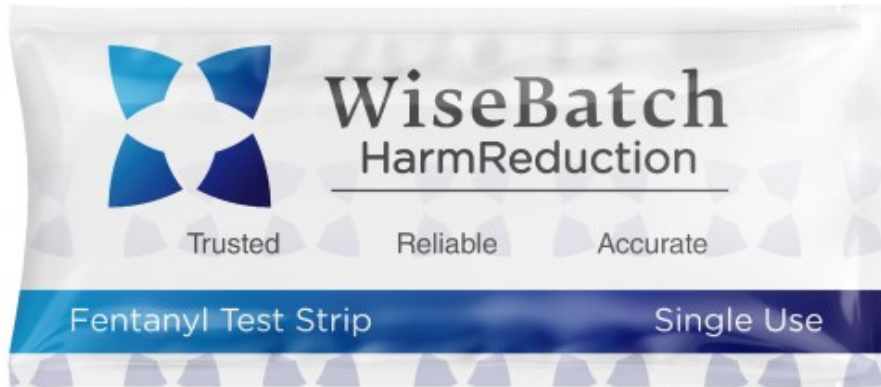 WiseBatch
HarmReduction
Trusted Reliable Accurate
Fentanyl Test Strip Single Use